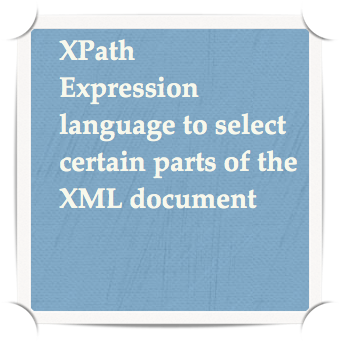 XPath
Expression
language to select
certain parts of the
XML document